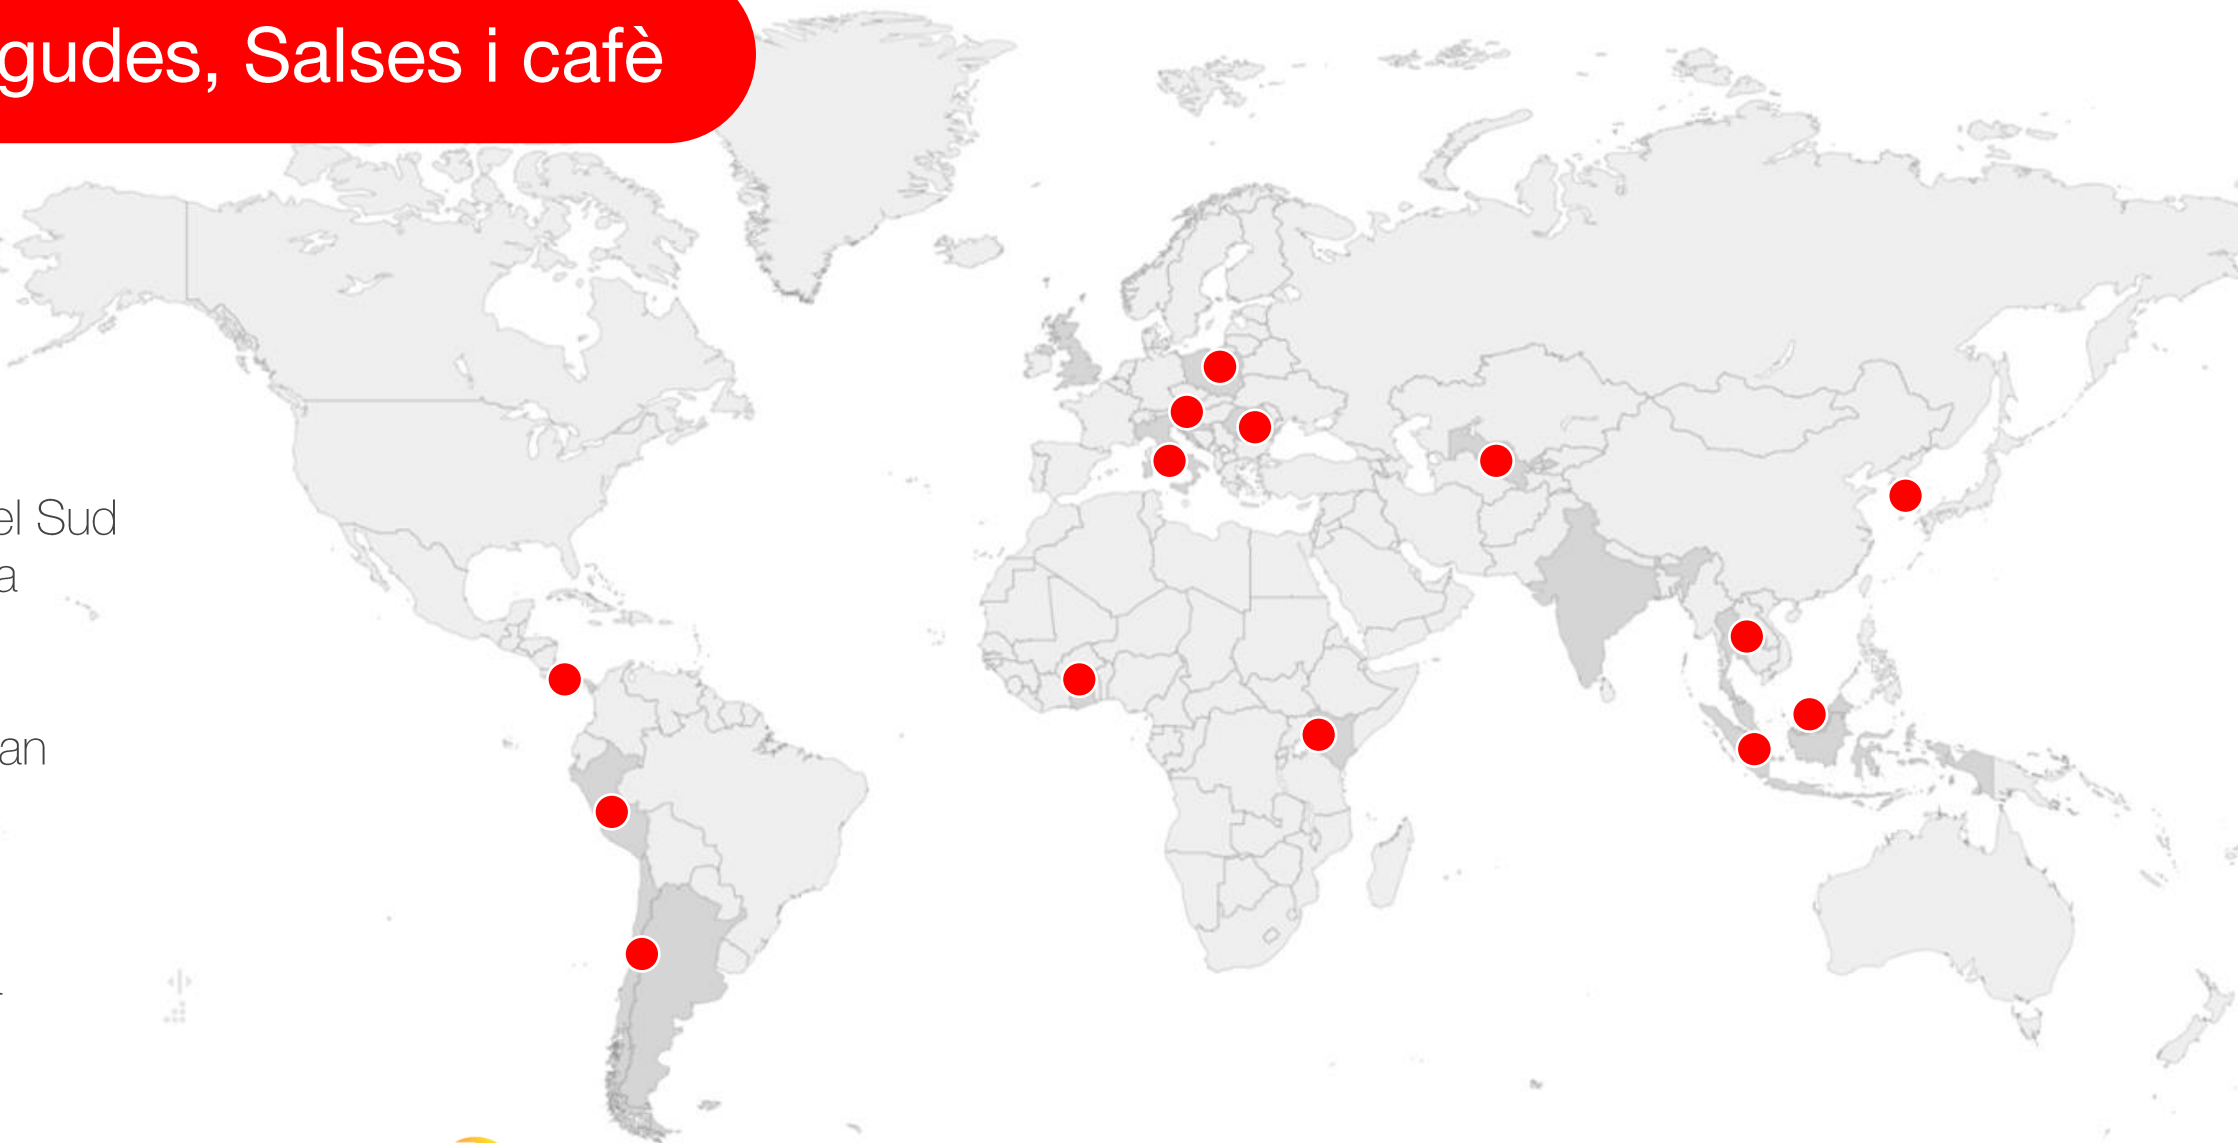 gudes, Salses i cafè
el Sud
a
an